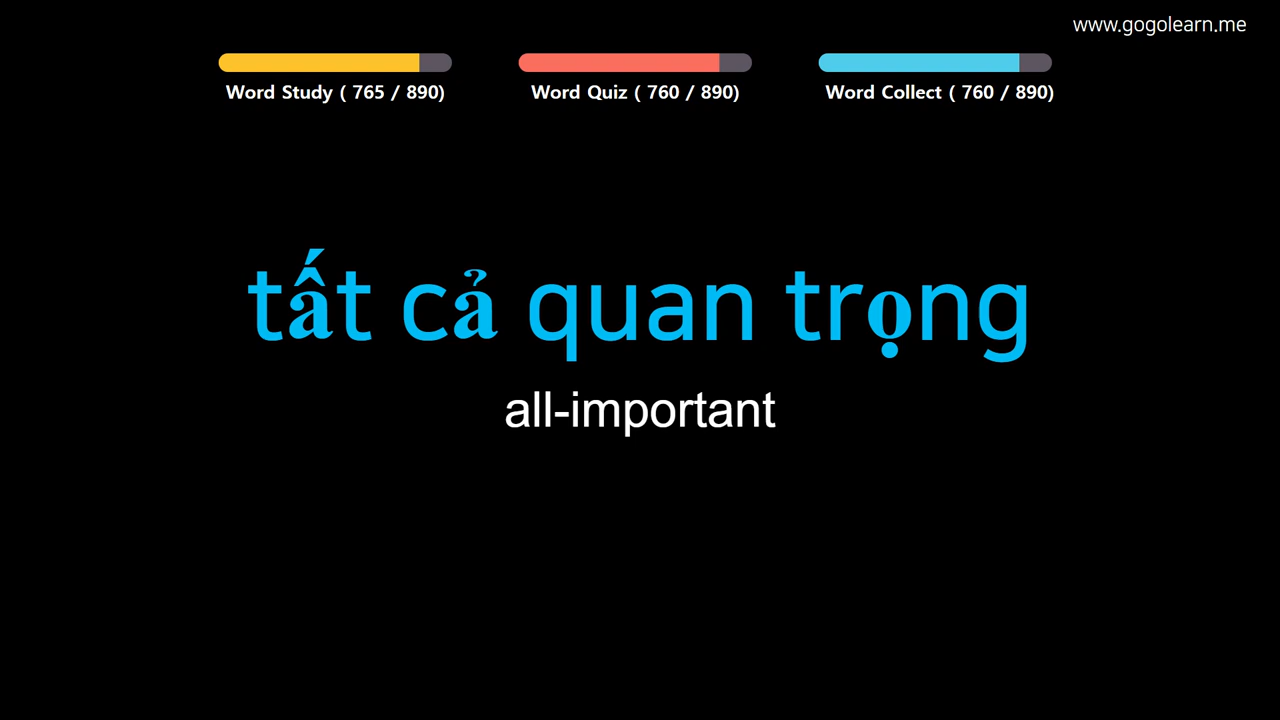 www.gogolearn.me
Word Study ( 765 / 890)
Word Quiz ( 760 / 890)
Word Collect ( 760 / 890)
tất cả quan trọng
all-important